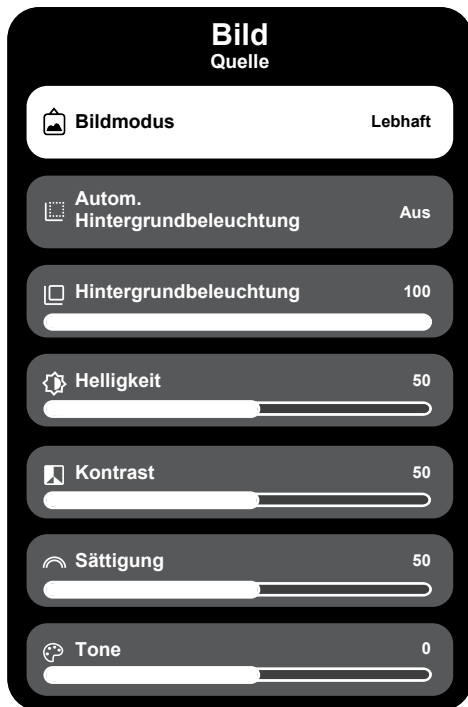 Bild
Quelle
Bildmodus Lebhaft
Autom.
Hintergrundbeleuchtung Aus
Hintergrundbeleuchtung 100
Helligkeit 50
Kontrast 50
Sättigung 50
Tone 0